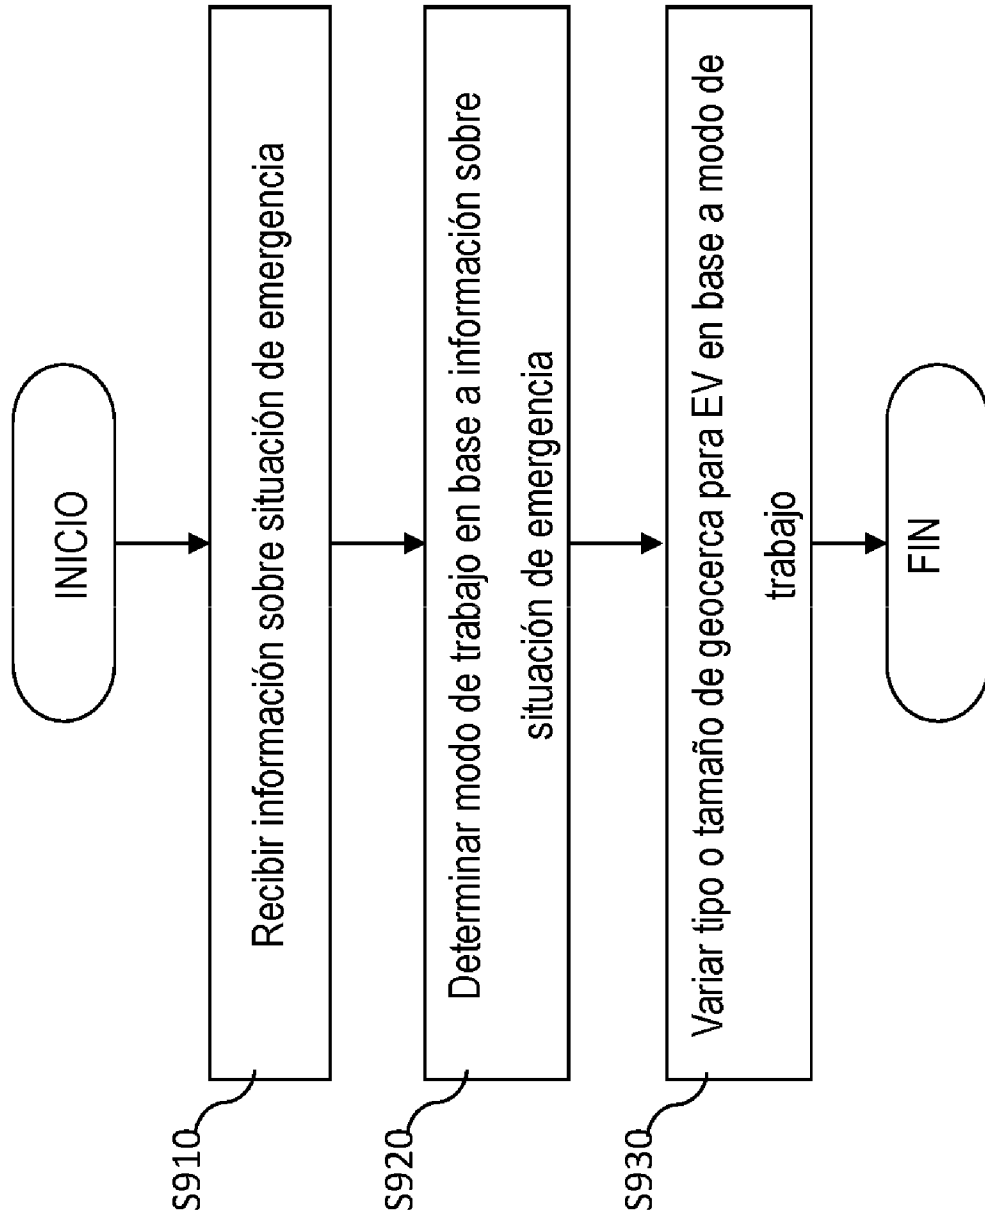 INICIO
S910
Recibir información sobre situación de emergencia
S920
Determinar modo de trabajo en base a información sobre
situación de emergencia
S930
Variar tipo o tamaño de geocerca para EV en base a modo de
trabajo
FIN